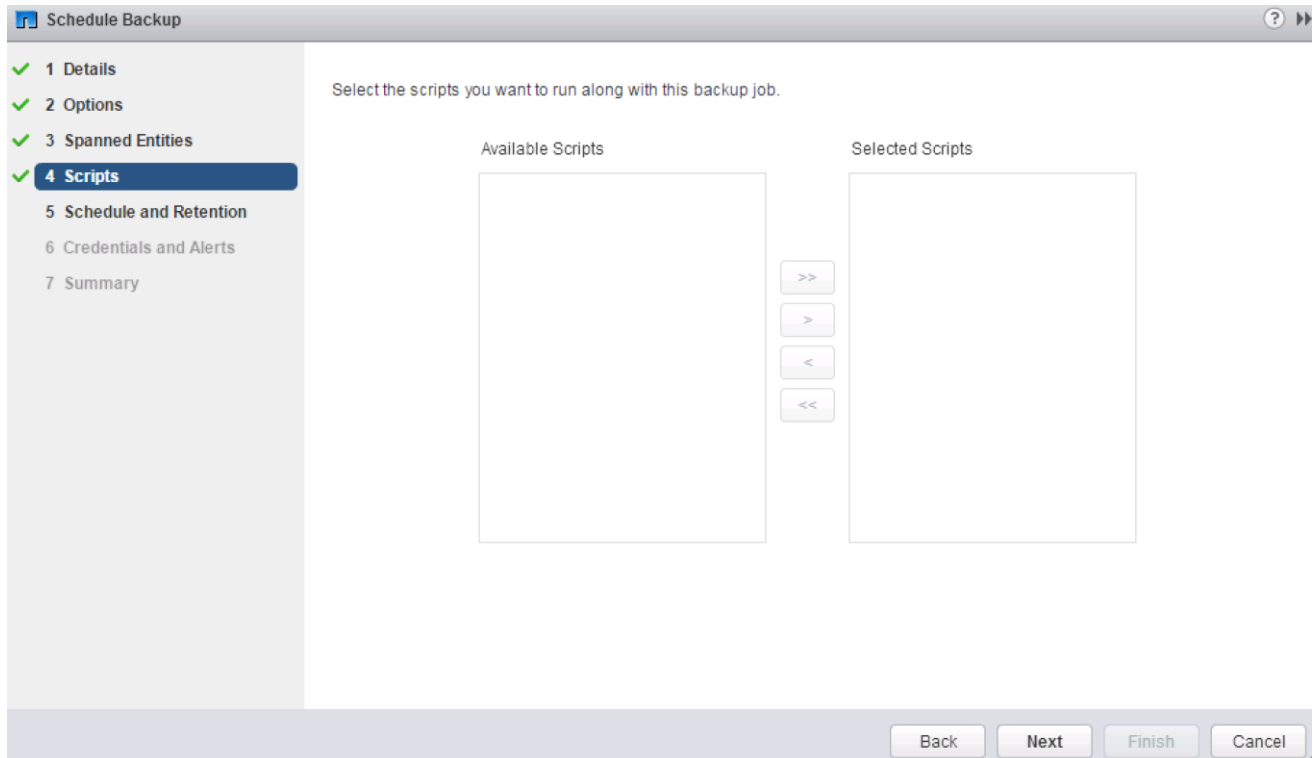 Schedule Backup
?
1 Details
2 Options
3 Spanned Entities
4 Scripts
5 Schedule and Retention
6 Credentials and Alerts
7 Summary
Select the scripts you want to run along with this backup job.
Available Scripts
Selected Scripts
>>
>
<
<<
Back Next Finish Cancel